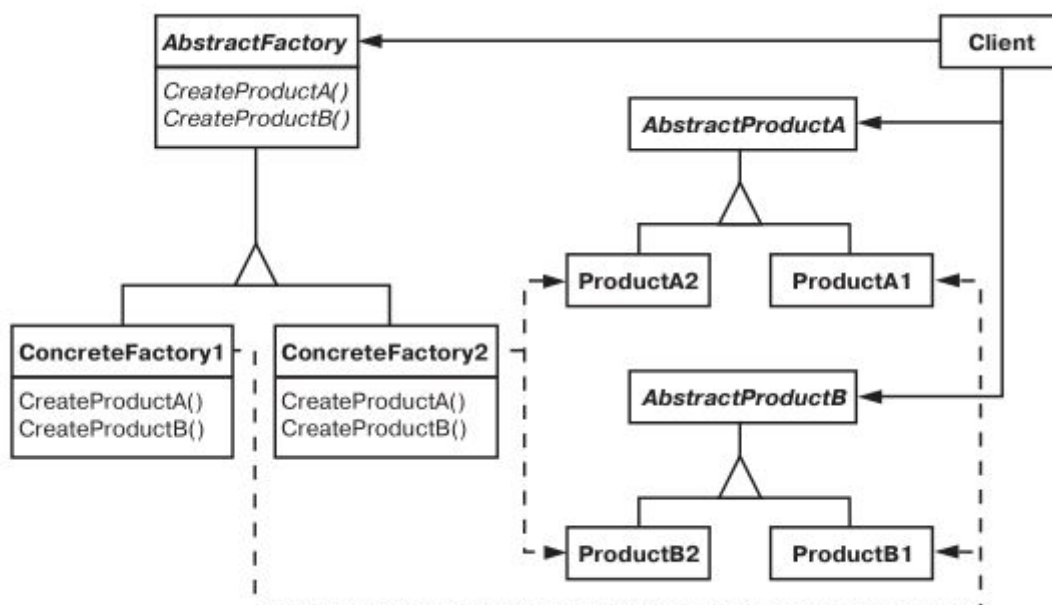 AbstractFactory
Client
CreateProductA()
CreateProductB()
AbstractProductA
ProductA2
ProductA1
ConcreteFactory1
ConcreteFactory2
CreateProductA()
CreateProductB()
CreateProductA()
CreateProductB()
AbstractProductB
ProductB2
ProductB1